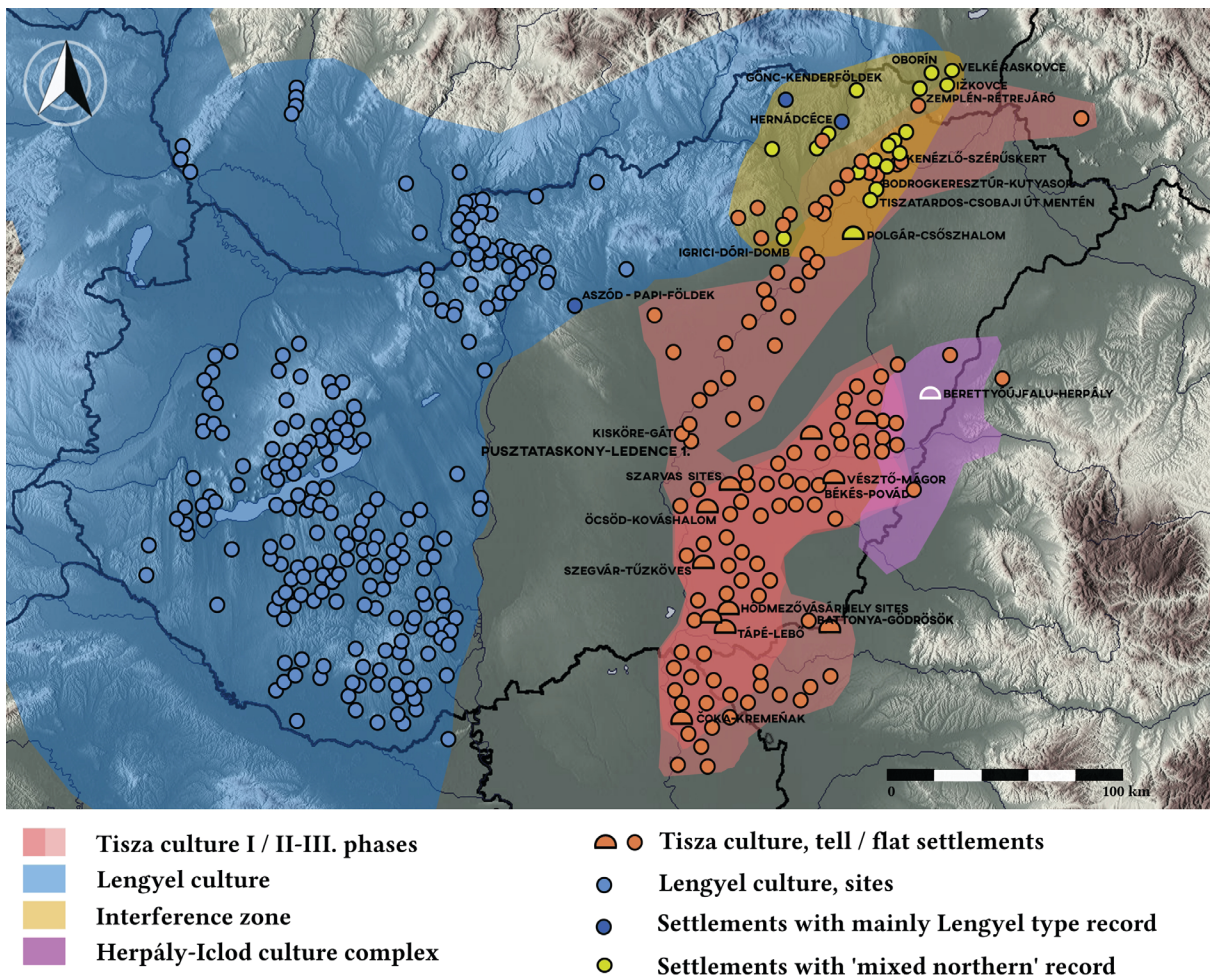 OBORÍN
VELKÉ RASKOVCE
GÖNC-KENDERFÖLDEK
IŽKOVCE
ZEMPLÉN-RÉTREJÁRÓ
HERNÁDCÉCE
KENÉZLŐ-SZÉRŰSKERT
BODROGKERESZTÚR-KUTYASOR
TISZATARDOS-CSOBAJI ÚT MENTÉN
POLGÁR-CSŐSZHALOM
IGRICI-DÓRI-DOMB
ASZÓD - PAPI-FÖLDEK
BERETTYÓÚJFALU-HERPÁLY
KISKÖRE-GÁT
PUSZTATASKONY-LEDENCE 1.
SZARVAS SITES
VÉSZTŐ-MÁGOR
BÉKÉS-POVÁD
ÖCSÖD-KOVÁSHALOM
SZEGVÁR-TŰZKÖVES
HÓDMEZŐVÁSÁRHELY SITES
BATTONYA-GÖDRÖSÖK
TÁPÉ-LEBŐ
ČOKA-KREMEŇAK
0 100 km
Tisza culture I / II-III. phases
Lengyel culture
Interference zone
Herpály-Iclod culture complex
Tisza culture, tell / flat settlements
Lengyel culture, sites
Settlements with mainly Lengyel type record
Settlements with 'mixed northern' record